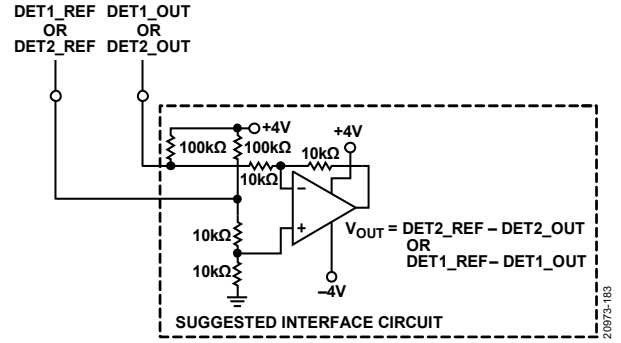 DET1_REF DET1_OUT
OR OR
DET2_REF DET2_OUT
+4V
+4V
100kΩ
100kΩ
10kΩ
10kΩ
−
+
10kΩ
10kΩ
–4V
VOUT = DET2_REF – DET2_OUT
OR
DET1_REF– DET1_OUT
SUGGESTED INTERFACE CIRCUIT
20973-183